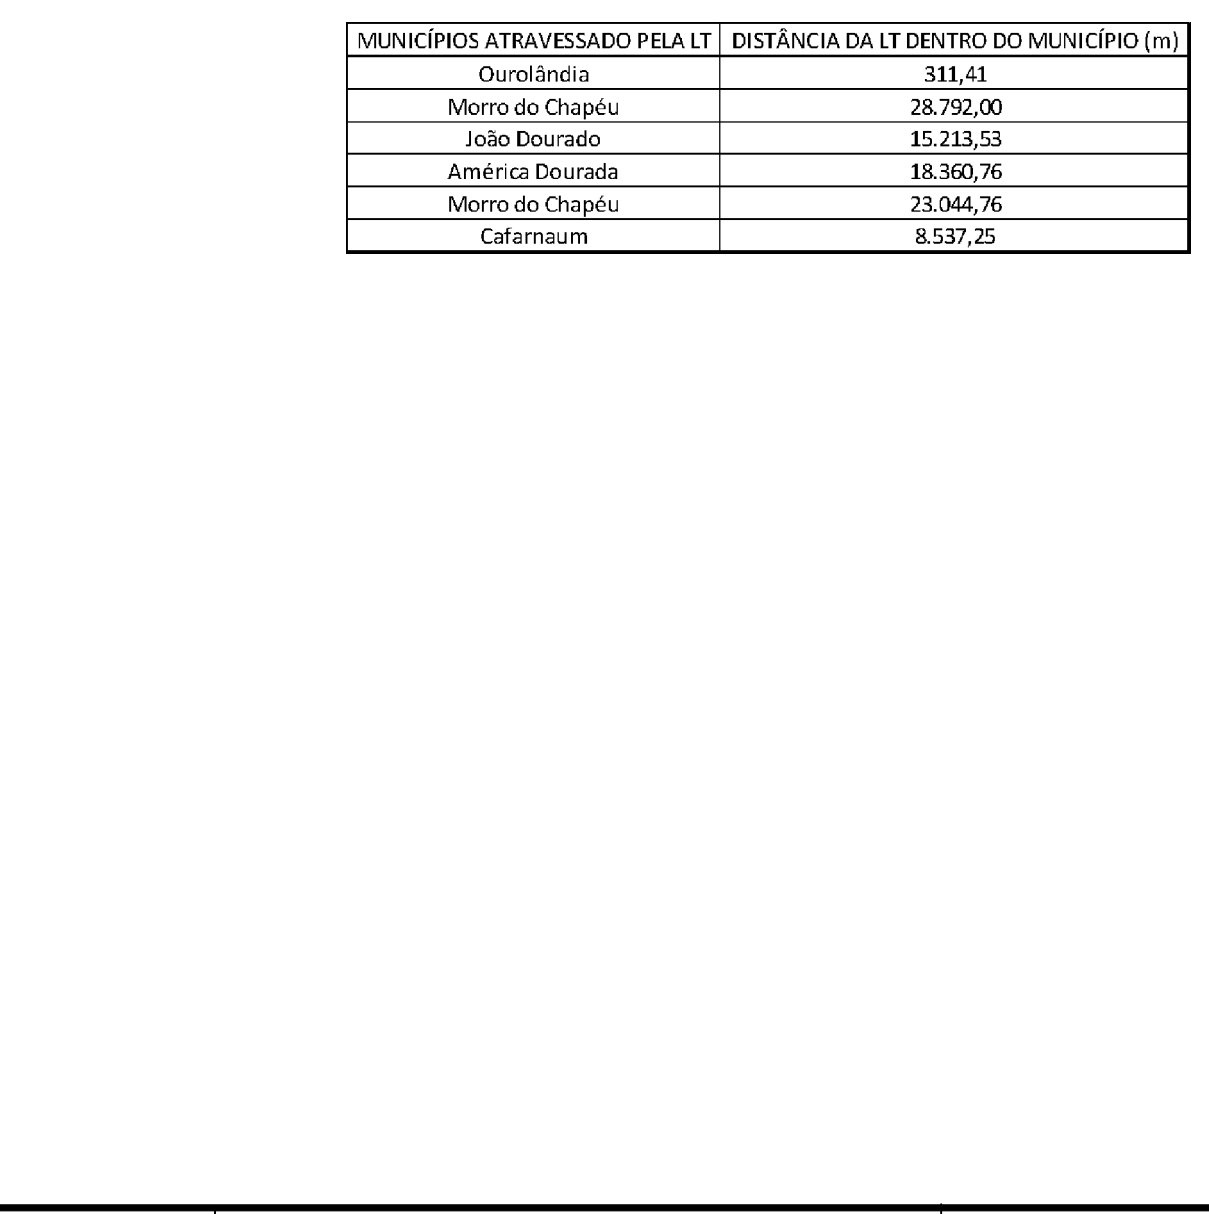 MUNICÍPIOS ATRAVESSADO PELA LT DISTÂNCIA DA LT DENTRO DO MUNICÍPIO (m)
Ourolândia 311,41
Morro do Chapéu 28.792,00
João Dourado 15.213,53
América Dourada 18.360,76
Morro do Chapéu 23.044,76
Cafarnaum 8.537,25